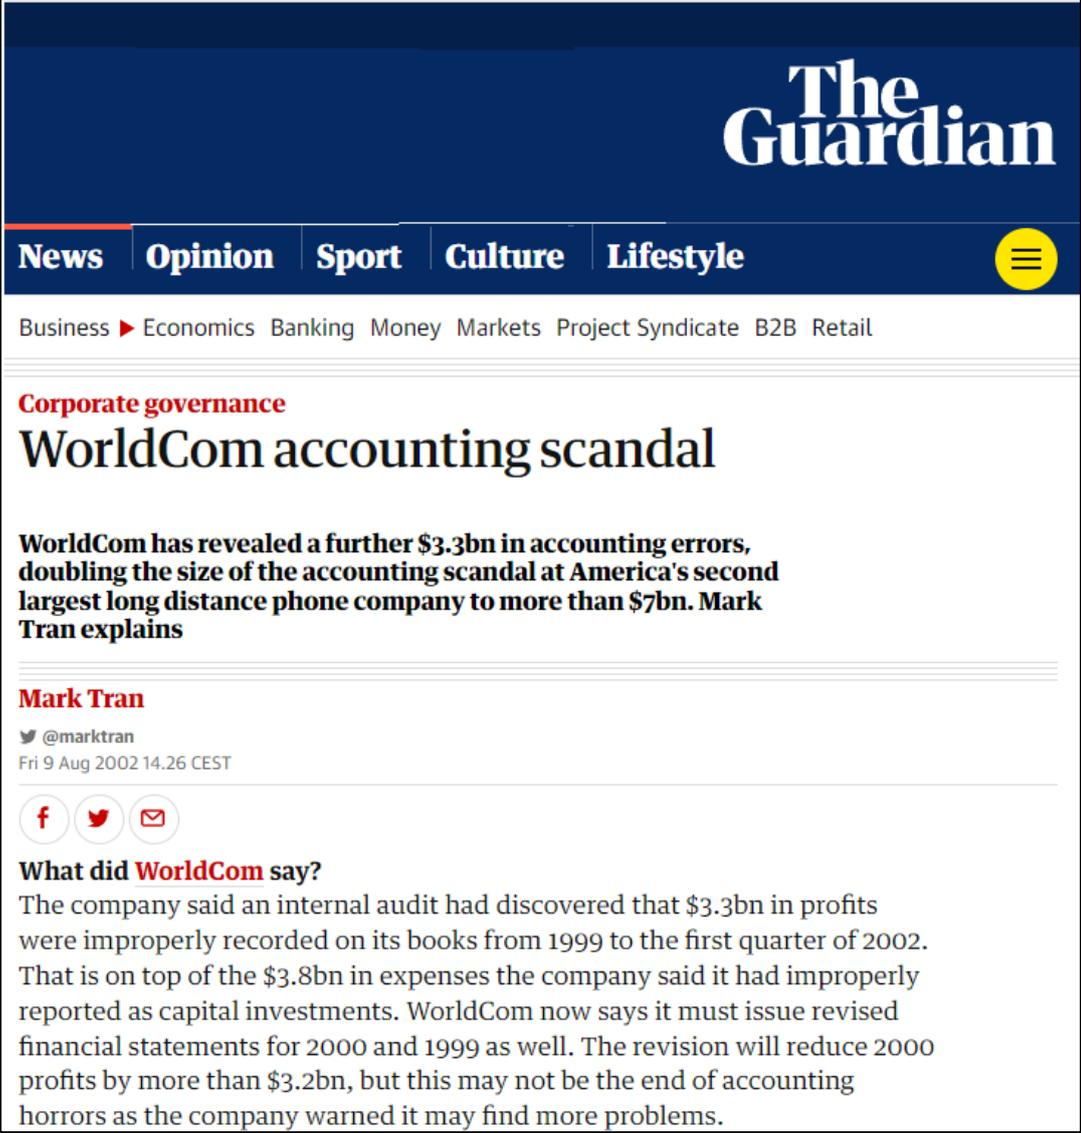 The
Guardian
News Opinion Sport Culture Lifestyle
Business Economics Banking Money Markets Project Syndicate B2B Retail
Corporate governance
WorldCom accounting scandal
WorldCom has revealed a further $3.3bn in accounting errors,
doubling the size of the accounting scandal at America's second
largest long distance phone company to more than $7bn. Mark
Tran explains
Mark Tran
@marktran
Fri 9 Aug 2002 14.26 CEST
What did WorldCom say?
The company said an internal audit had discovered that $3.3bn in profits
were improperly recorded on its books from 1999 to the first quarter of 2002.
That is on top of the $3.8bn in expenses the company said it had improperly
reported as capital investments. WorldCom now says it must issue revised
financial statements for 2000 and 1999 as well. The revision will reduce 2000
profits by more than $3.2bn, but this may not be the end of accounting
horrors as the company warned it may find more problems.